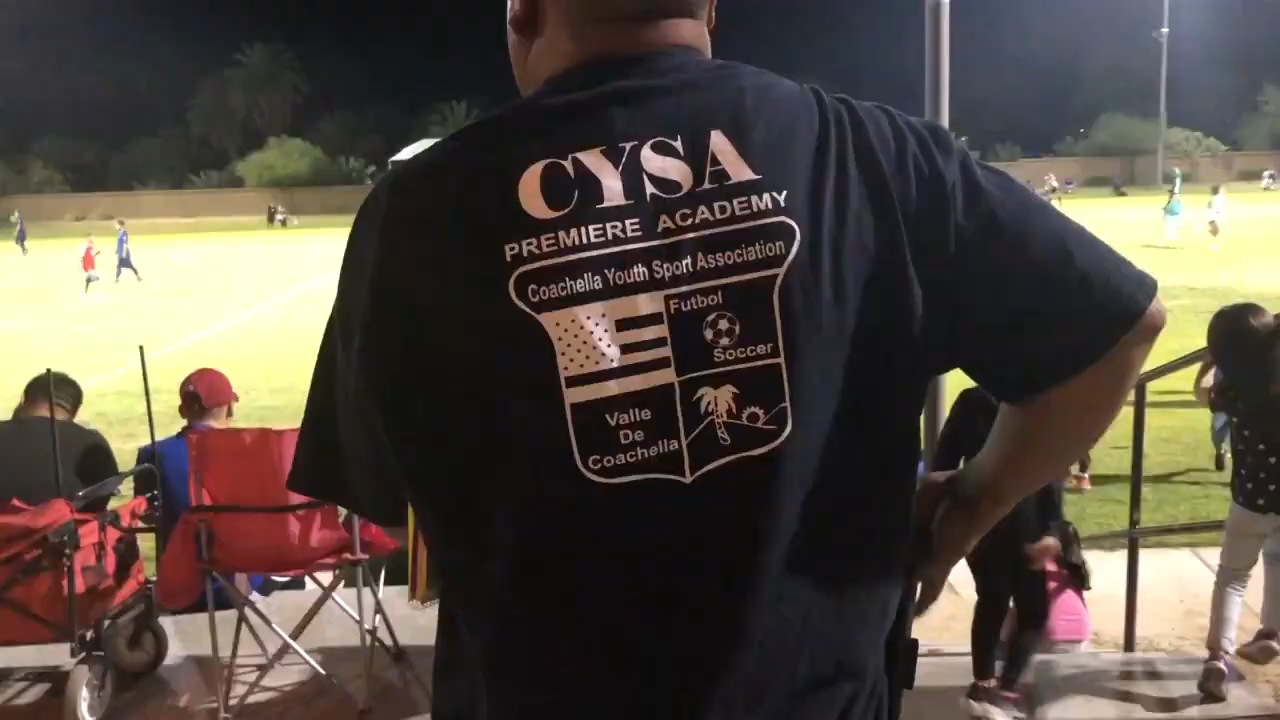 CYSA
PREMIERE ACADEMY
Coachella Youth Sport Association
Futbol
Soccer
Valle
De
Coachella